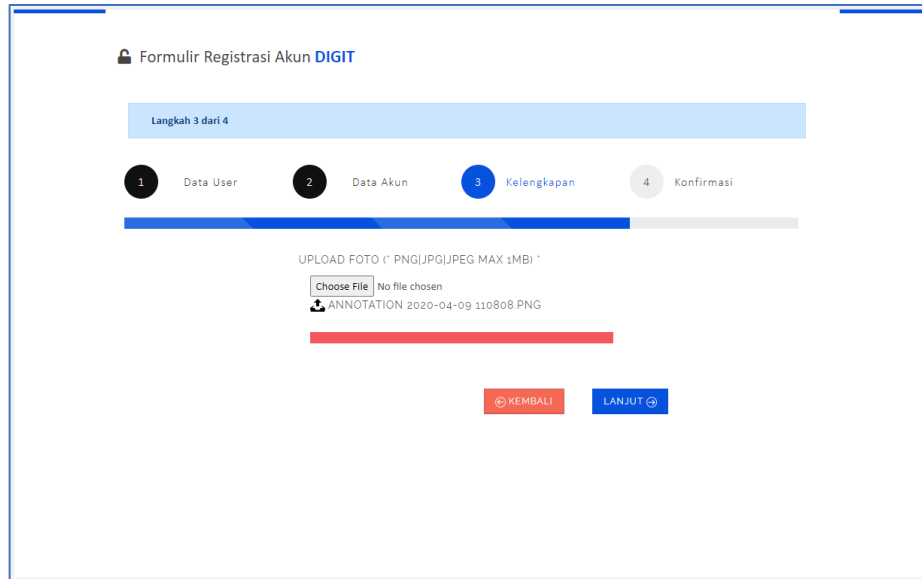 Formulir Registrasi Akun DIGIT
Langkah 3 dari 4
1 Data User 2 Data Akun 3 Kelengkapan 4 Konfirmasi
UPLOAD FOTO (* PNG|JPG|JPEG MAX 1MB) *
Choose File No file chosen
ANNOTATION 2020-04-09 110808.PNG
KEMBALI LANJUT